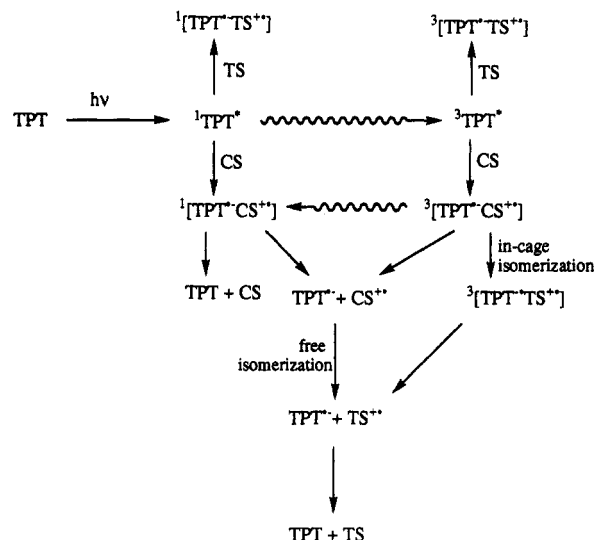 ¹[TPT•-TS+•] ³[TPT•-TS+•]
TS TS
TPT hν ¹TPT* ³TPT*
CS CS
¹[TPT•-CS+•] ³[TPT•-CS+•]
in-cage
isomerization
TPT + CS TPT•-+ CS+• ³[TPT-•TS+•]
free
isomerization
TPT•-+ TS+•
TPT + TS